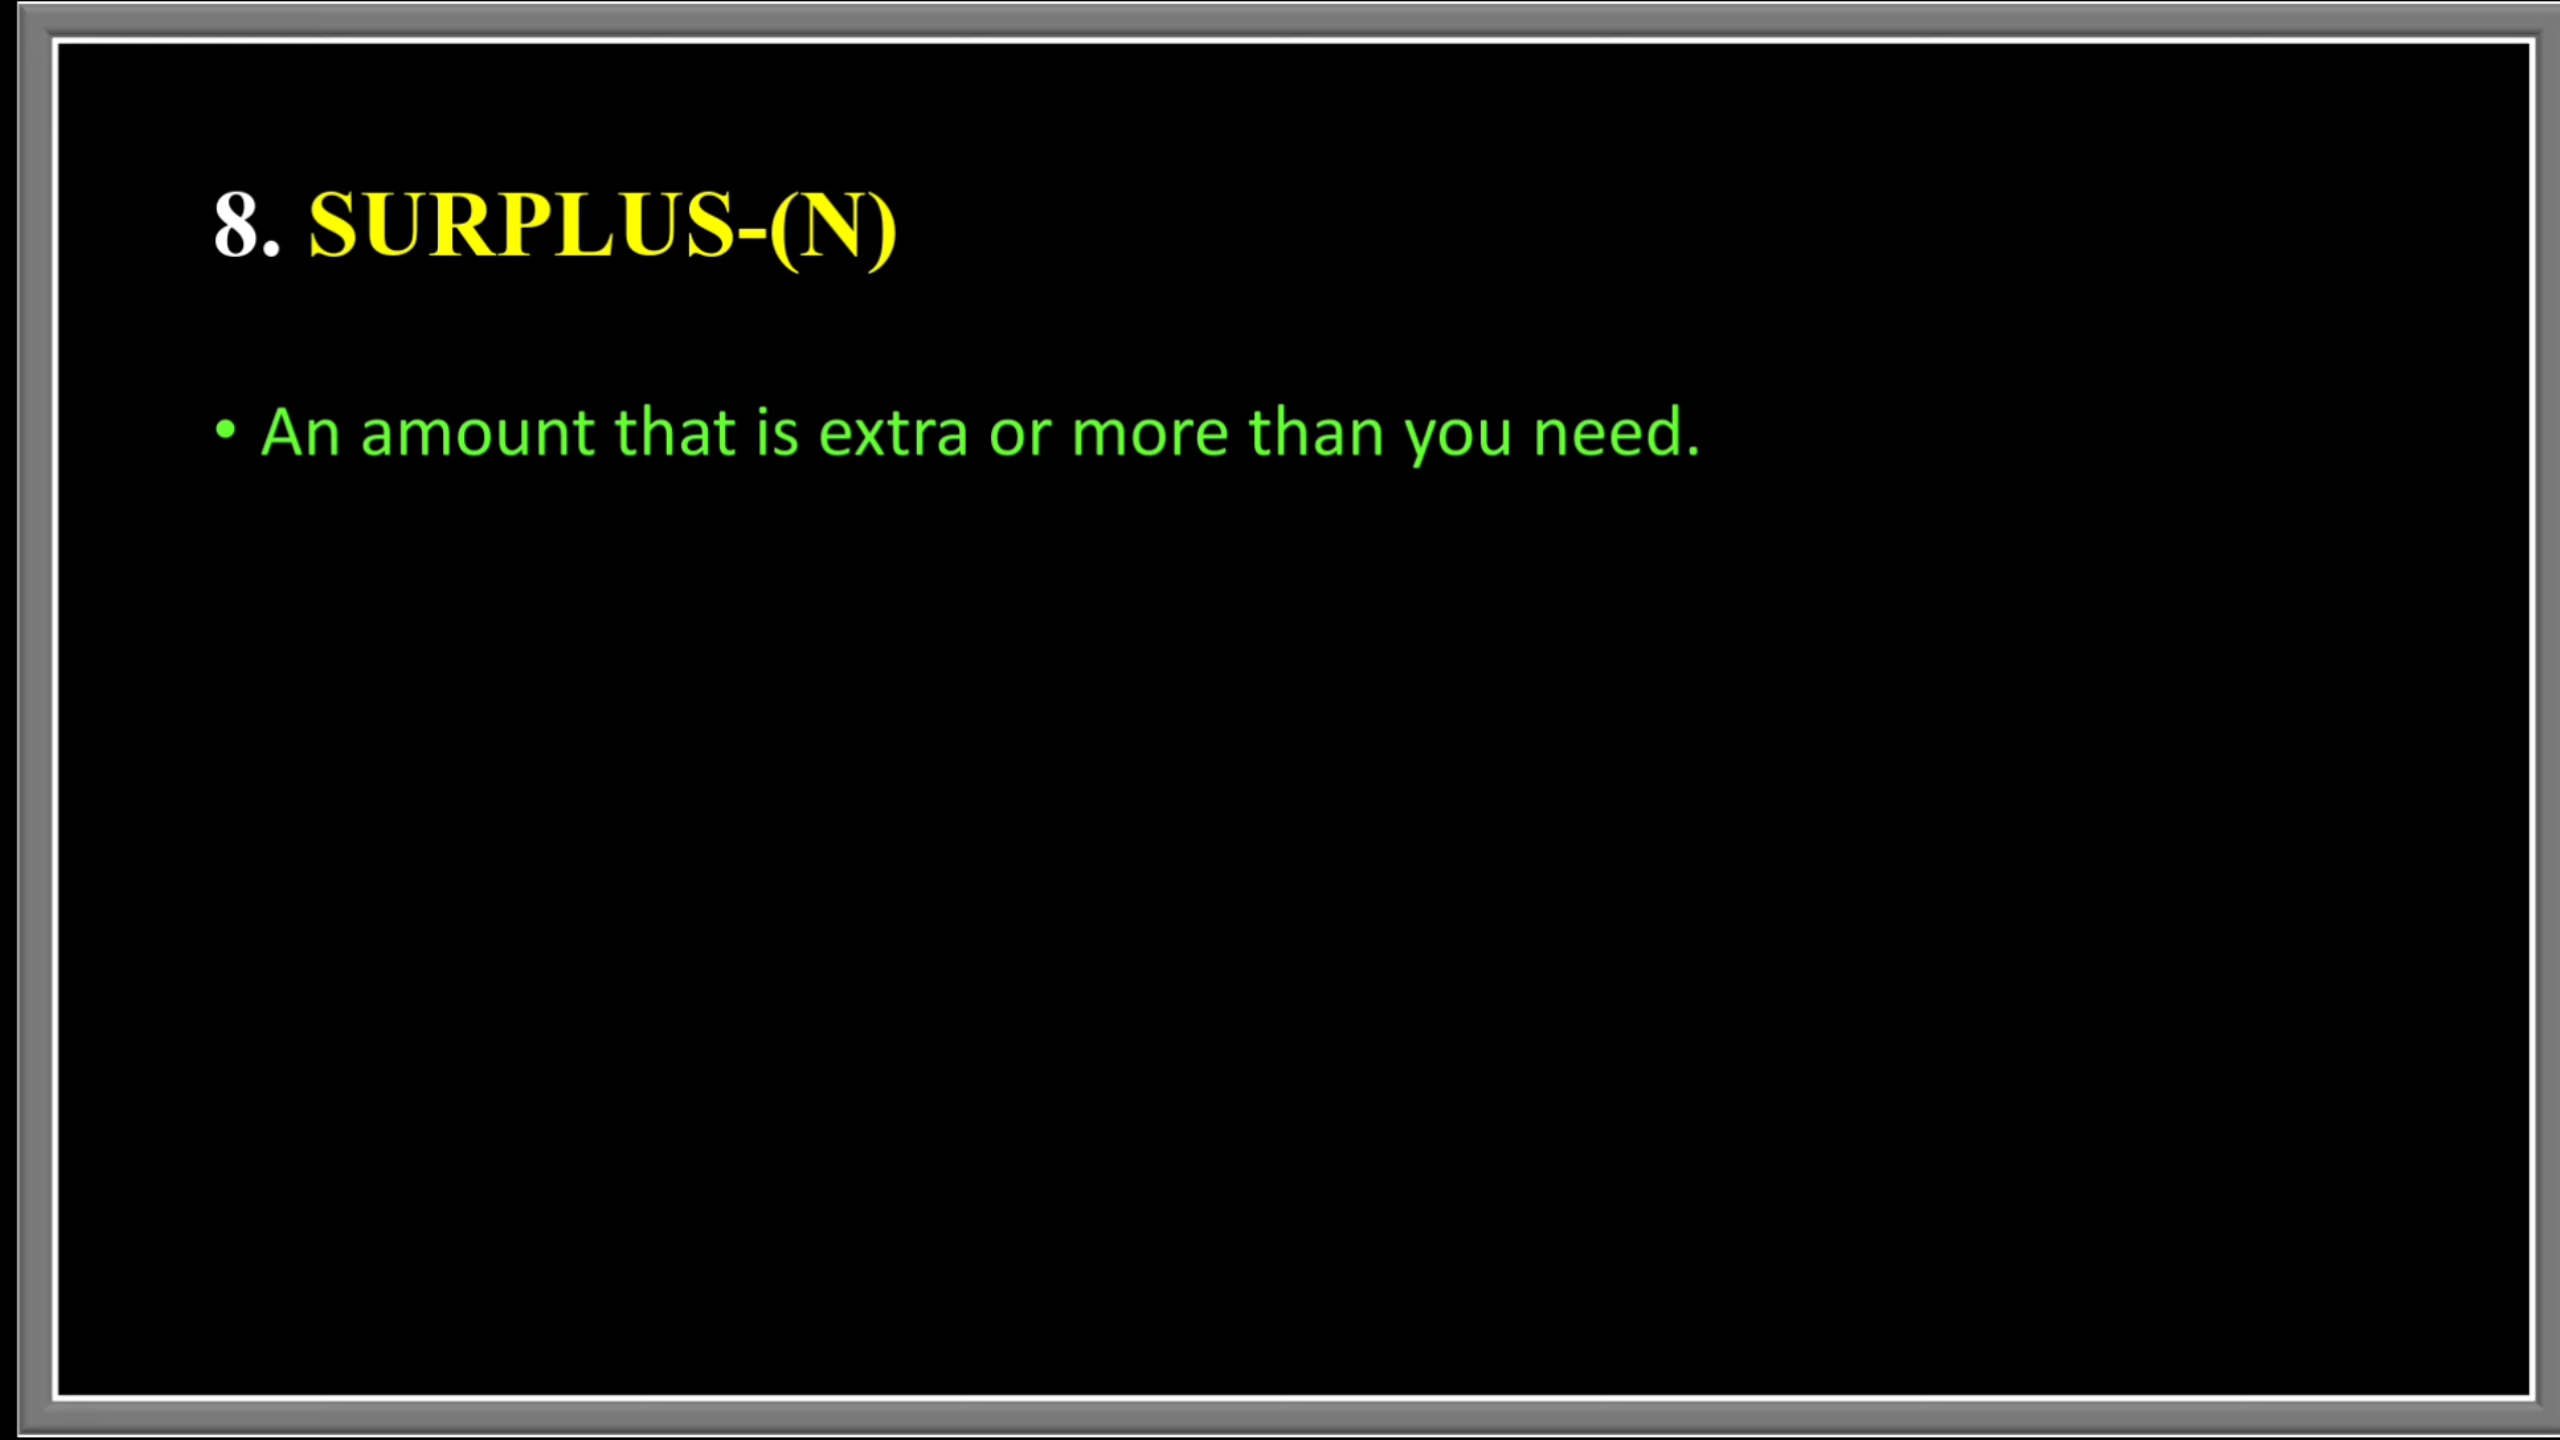 8. SURPLUS-(N)
• An amount that is extra or more than you need.